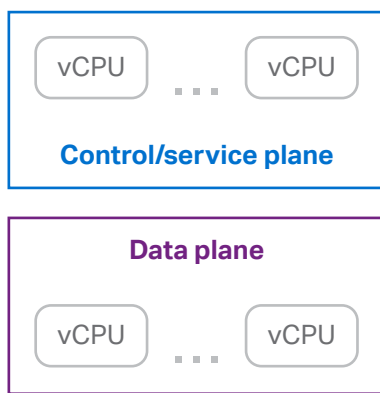 vCPU ... vCPU
Control/service plane
Data plane
vCPU ... vCPU